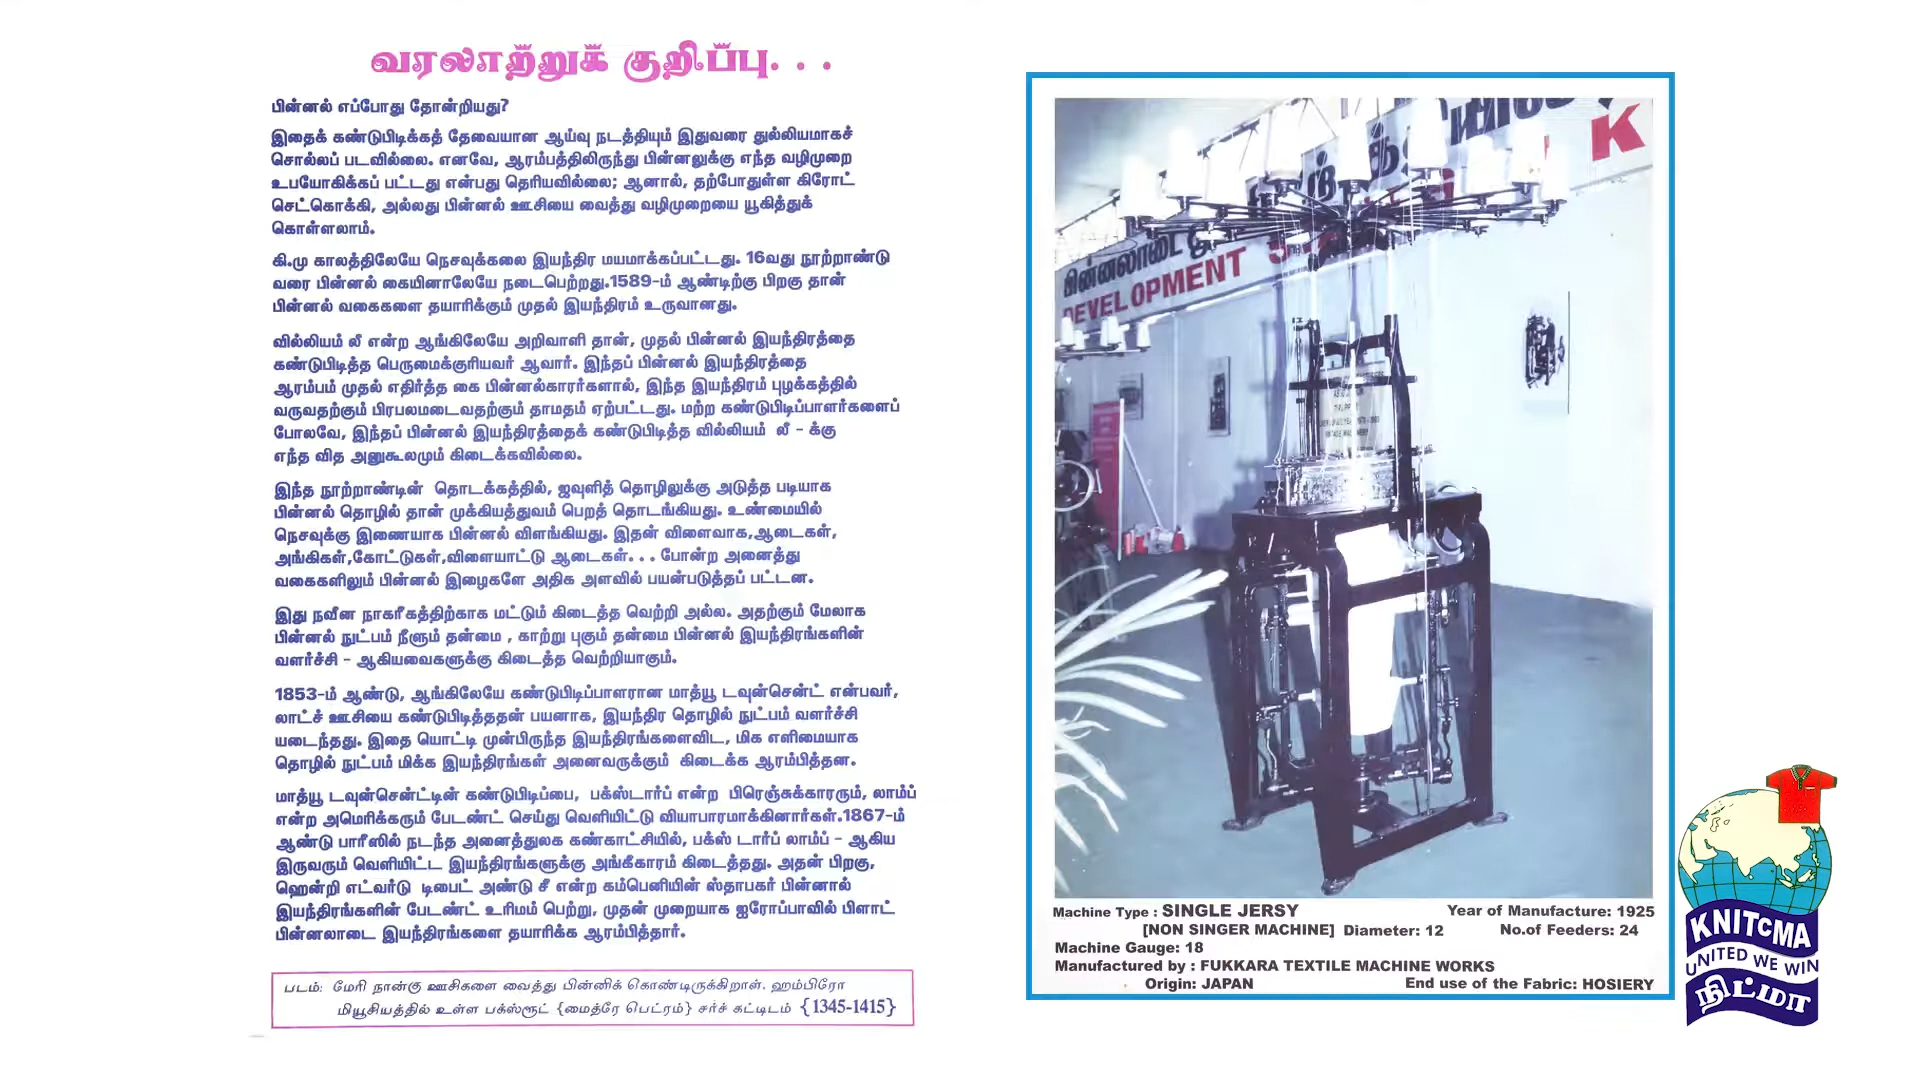 வரலாற்றுக் குறிப்பு. . .
பின்னல் எப்போது தோன்றியது?
இதைக் கண்டுபிடிக்கத் தேவையான ஆய்வு நடத்தியும் இதுவரை துல்லியமாகச்
சொல்லப் படவில்லை. எனவே, ஆரம்பத்திலிருந்து பின்னலுக்கு எந்த வழிமுறை
உபயோகிக்கப் பட்டது என்பது தெரியவில்லை; ஆனால், தற்போதுள்ள கிரோட்
செட்கொக்கி, அல்லது பின்னல் ஊசியை வைத்து வழிமுறையை யூகித்துக்
கொள்ளலாம்.
கி.மு காலத்திலேயே நெசவுக்கலை இயந்திர மயமாக்கப்பட்டது. 16வது நூற்றாண்டு
வரை பின்னல் கையினாலேயே நடைபெற்றது.1589-ம் ஆண்டிற்கு பிறகு தான்
பின்னல் வகைகளை தயாரிக்கும் முதல் இயந்திரம் உருவானது.
வில்லியம் லீ என்ற ஆங்கிலேயே அறிவாளி தான், முதல் பின்னல் இயந்திரத்தை
கண்டுபிடித்த பெருமைக்குரியவர் ஆவார். இந்தப் பின்னல் இயந்திரத்தை
ஆரம்பம் முதல் எதிர்த்த கை பின்னல்காரர்களால், இந்த இயந்திரம் புழக்கத்தில்
வருவதற்கும் பிரபலமடைவதற்கும் தாமதம் ஏற்பட்டது. மற்ற கண்டுபிடிப்பாளர்களைப்
போலவே, இந்தப் பின்னல் இயந்திரத்தைக் கண்டுபிடித்த வில்லியம் லீ - க்கு
எந்த வித அனுகூலமும் கிடைக்கவில்லை.
இந்த நூற்றாண்டின் தொடக்கத்தில், ஜவுளித் தொழிலுக்கு அடுத்த படியாக
பின்னல் தொழில் தான் முக்கியத்துவம் பெறத் தொடங்கியது. உண்மையில்
நெசவுக்கு இணையாக பின்னல் விளங்கியது. இதன் விளைவாக,ஆடைகள்,
அங்கிகள்,கோட்டுகள்,விளையாட்டு ஆடைகள். . . போன்ற அனைத்து
வகைகளிலும் பின்னல் இழைகளே அதிக அளவில் பயன்படுத்தப் பட்டன.
இது நவீன நாகரீகத்திற்காக மட்டும் கிடைத்த வெற்றி அல்ல. அதற்கும் மேலாக
பின்னல் நுட்பம் நீளும் தன்மை , காற்று புகும் தன்மை பின்னல் இயந்திரங்களின்
வளர்ச்சி - ஆகியவைகளுக்கு கிடைத்த வெற்றியாகும்.
1853-ம் ஆண்டு, ஆங்கிலேயே கண்டுபிடிப்பாளரான மாத்யூ டவுன்சென்ட் என்பவர்,
லாட்ச் ஊசியை கண்டுபிடித்ததன் பயனாக, இயந்திர தொழில் நுட்பம் வளர்ச்சி
யடைந்தது. இதை யொட்டி முன்பிருந்த இயந்திரங்களைவிட, மிக எளிமையாக
தொழில் நுட்பம் மிக்க இயந்திரங்கள் அனைவருக்கும் கிடைக்க ஆரம்பித்தன.
மாத்யூ டவுன்சென்ட்டின் கண்டுபிடிப்பை, பக்ஸ்டார்ப் என்ற பிரெஞ்சுக்காரரும், லாம்ப்
என்ற அமெரிக்கரும் பேடண்ட் செய்து வெளியிட்டு வியாபாரமாக்கினார்கள்.1867-ம்
ஆண்டு பாரீஸில் நடந்த அனைத்துலக கண்காட்சியில், பக்ஸ் டார்ப் லாம்ப் - ஆகிய
இருவரும் வெளியிட்ட இயந்திரங்களுக்கு அங்கீகாரம் கிடைத்தது. அதன் பிறகு,
ஹென்றி எட்வர்டு டிபைட் அண்டு சீ என்ற கம்பெனியின் ஸ்தாபகர் பின்னால்
இயந்திரங்களின் பேடண்ட் உரிமம் பெற்று, முதன் முறையாக ஐரோப்பாவில் பிளாட்
பின்னலாடை இயந்திரங்களை தயாரிக்க ஆரம்பித்தார்.
படம்: மேரி நான்கு ஊசிகளை வைத்து பின்னிக் கொண்டிருக்கிறாள். ஹம்பிரோ
மியூசியத்தில் உள்ள பக்ஸ்ரூட் {மைத்ரே பெட்ரம்} சர்ச் கட்டிடம் {1345-1415}
K
பின்னலாடை
DEVELOPMENT
Machine Type : SINGLE JERSY Year of Manufacture: 1925
[NON SINGER MACHINE] Diameter: 12 No.of Feeders: 24
Machine Gauge: 18
Manufactured by : FUKKARA TEXTILE MACHINE WORKS
Origin: JAPAN End use of the Fabric: HOSIERY
KNITcMA
UNITED WE WIN
நிட்மா